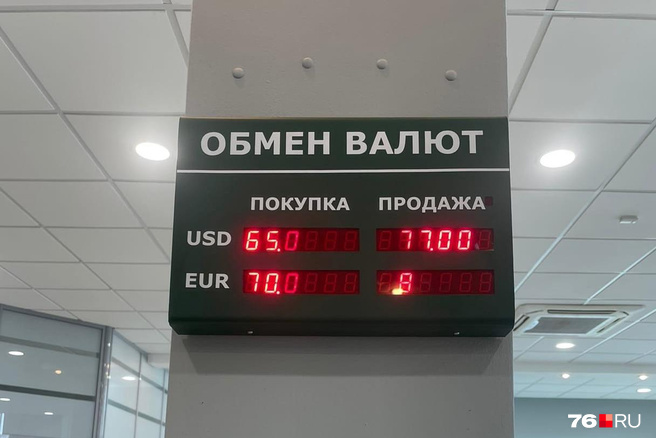 ОБМЕН ВАЛЮТ
ПОКУПКА ПРОДАЖА
USD 65.0 77.00
EUR 70.0
76.RU